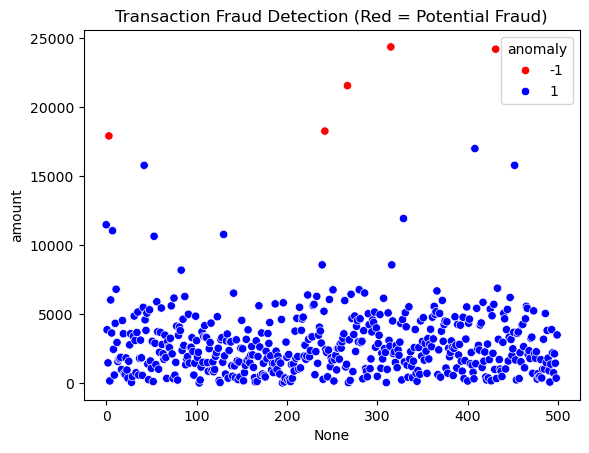 Transaction Fraud Detection (Red = Potential Fraud)
anomaly
-1
1
25000
20000
15000
10000
5000
0
amount
0 100 200 300 400 500
None